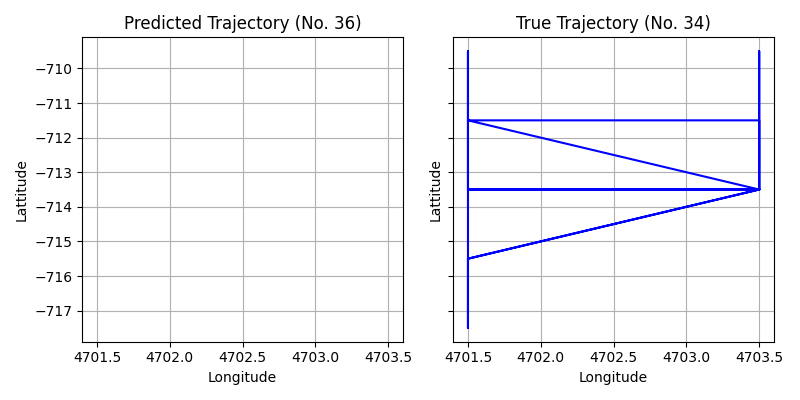 Predicted Trajectory (No. 36)
True Trajectory (No. 34)
Lattitude
−710
−711
−712
−713
−714
−715
−716
−717
4701.5 4702.0 4702.5 4703.0 4703.5
Longitude
Lattitude
4701.5 4702.0 4702.5 4703.0 4703.5
Longitude